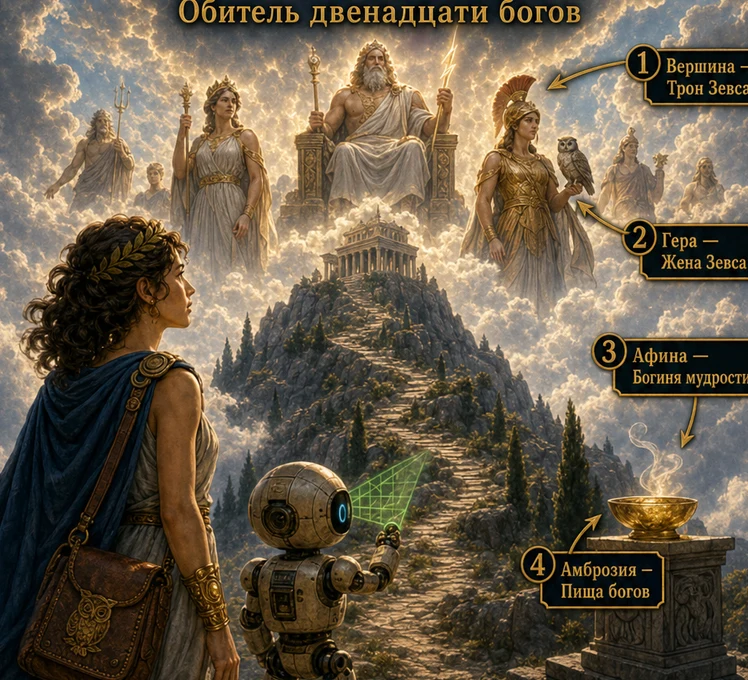 Обитель двенадцати богов
1
Вершина –
Трон Зевса
2
Гера —
Жена Зевса
3
Афина —
Богиня мудрости
4
Амброзия –
Пища богов